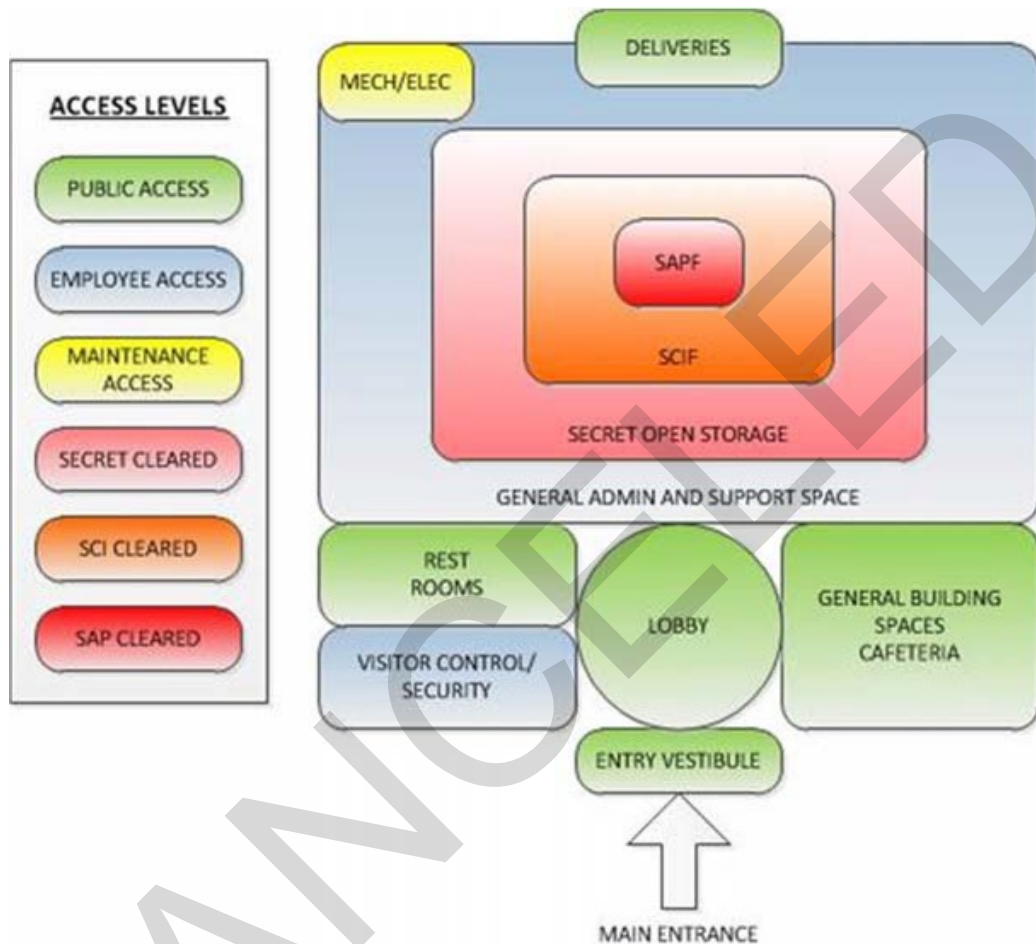 ACCESS LEVELS
PUBLIC ACCESS
EMPLOYEE ACCESS
MAINTENANCE
ACCESS
SECRET CLEARED
SCI CLEARED
SAP CLEARED
DELIVERIES
MECH/ELEC
SAPF
SCIF
SECRET OPEN STORAGE
GENERAL ADMIN AND SUPPORT SPACE
REST
ROOMS
LOBBY
GENERAL BUILDING
SPACES
CAFETERIA
VISITOR CONTROL/
SECURITY
ENTRY VESTIBULE
MAIN ENTRANCE
ANCELED